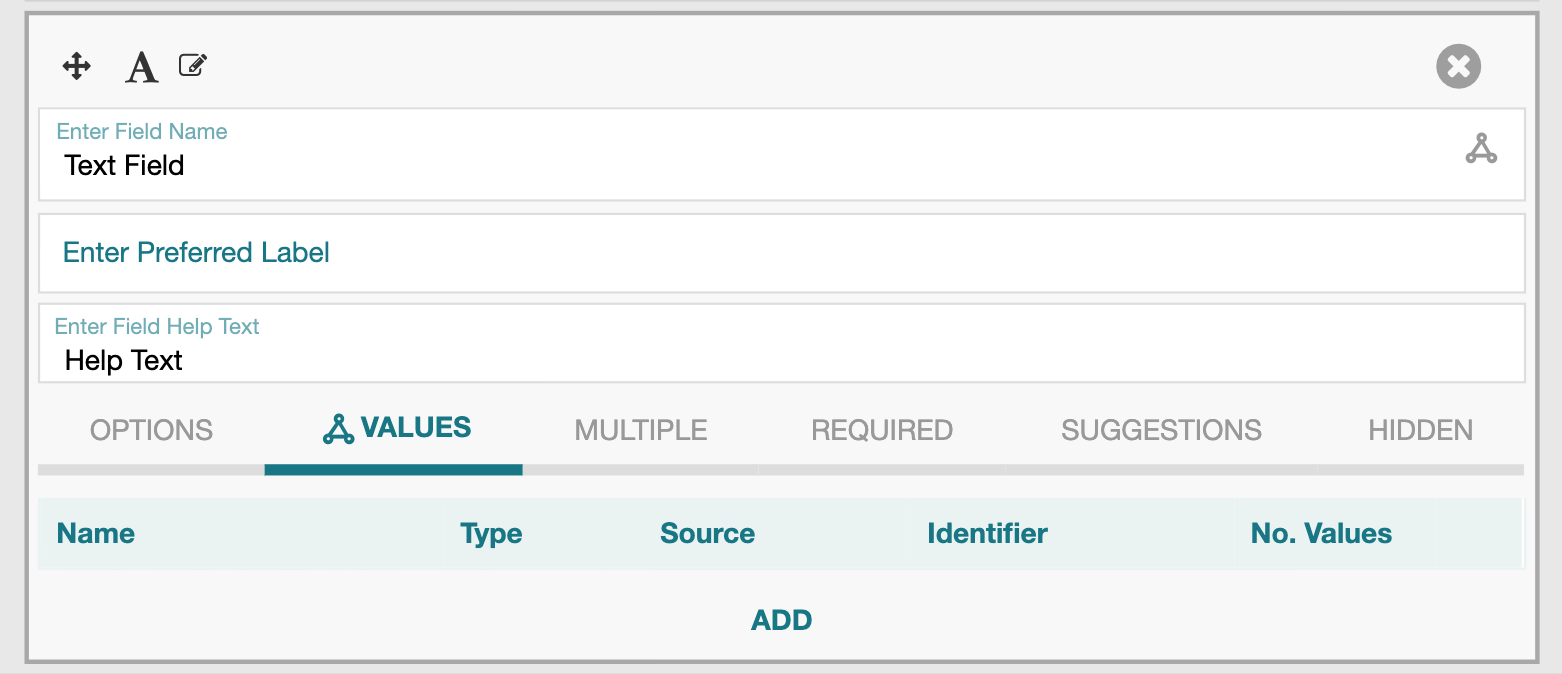 A
Enter Field Name
Text Field
Enter Preferred Label
Enter Field Help Text
Help Text
OPTIONS VALUES MULTIPLE REQUIRED SUGGESTIONS HIDDEN
Name Type Source Identifier No. Values
ADD